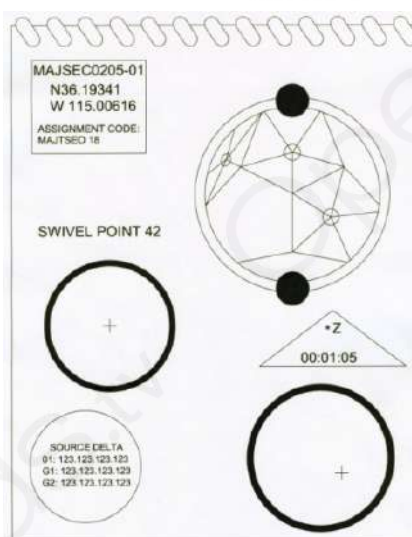 MAJSEC0205-01
N36.19341
W 115.00616
ASSIGNMENT CODE:
MAJTSEO 18
SWIVEL POINT 42
•Z
00:01:05
SOURCE DELTA
01: 123.123.123.123
G1: 123.123.123.123
G2: 123.123.123.123